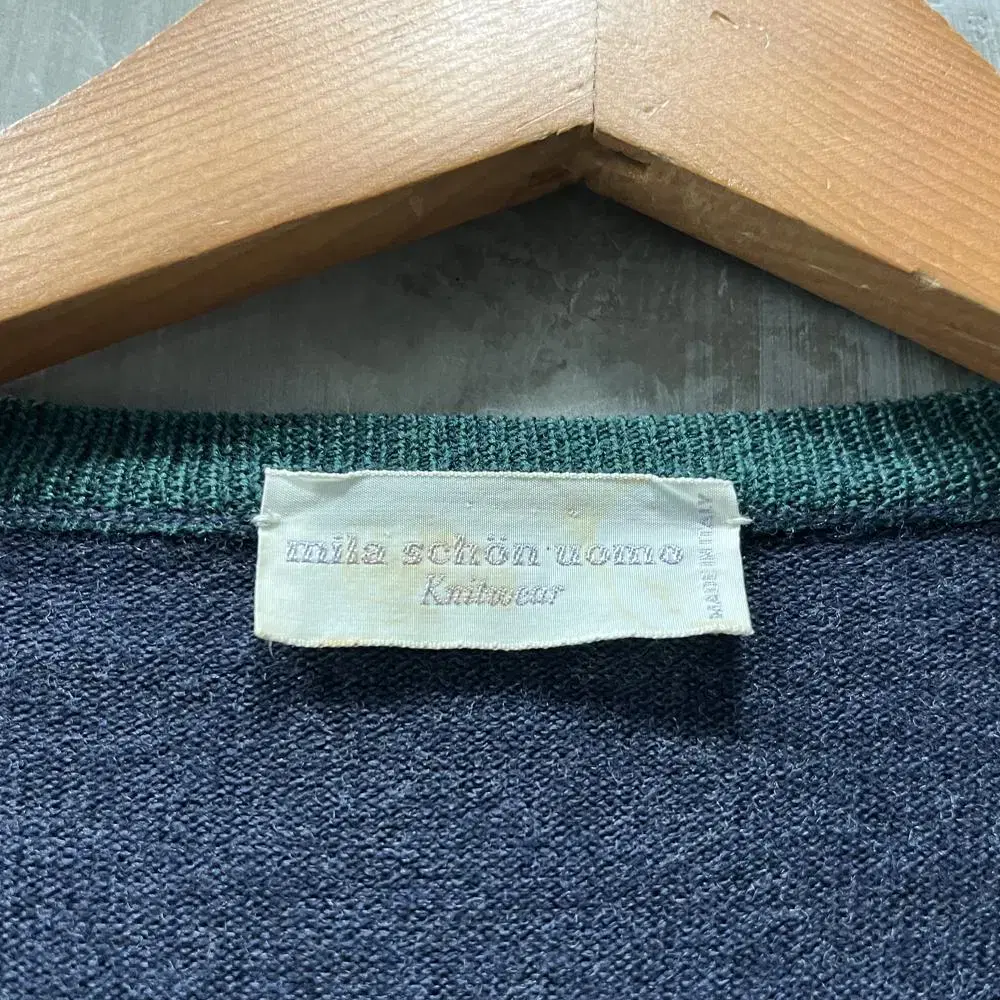 mila schön uomo
Knitwear
MADE IN ITALY